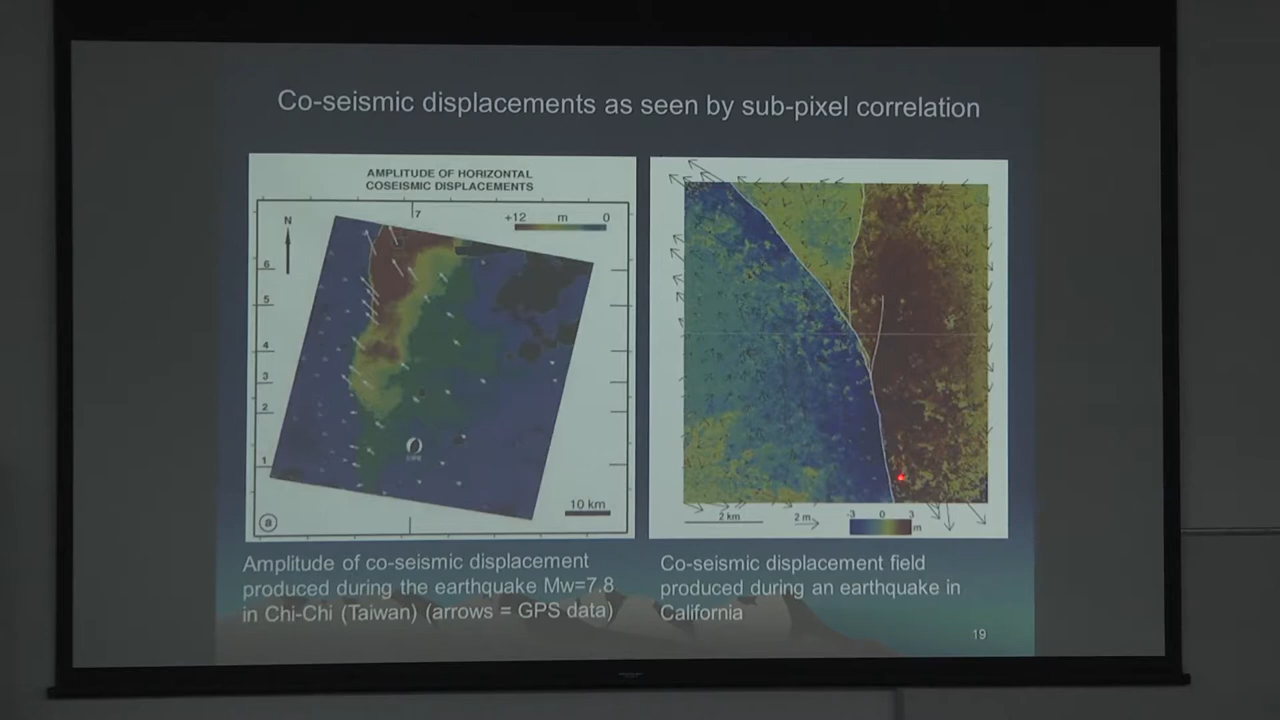 Co-seismic displacements as seen by sub-pixel correlation
AMPLITUDE OF HORIZONTAL
COSEISMIC DISPLACEMENTS
7
N
+12 m 0
6
5
4
3
2
1
10 km
a
2 km
2 m
-3 0 3
m
Amplitude of co-seismic displacement
produced during the earthquake Mw=7.8
in Chi-Chi (Taiwan) (arrows = GPS data)
Co-seismic displacement field
produced during an earthquake in
California
19